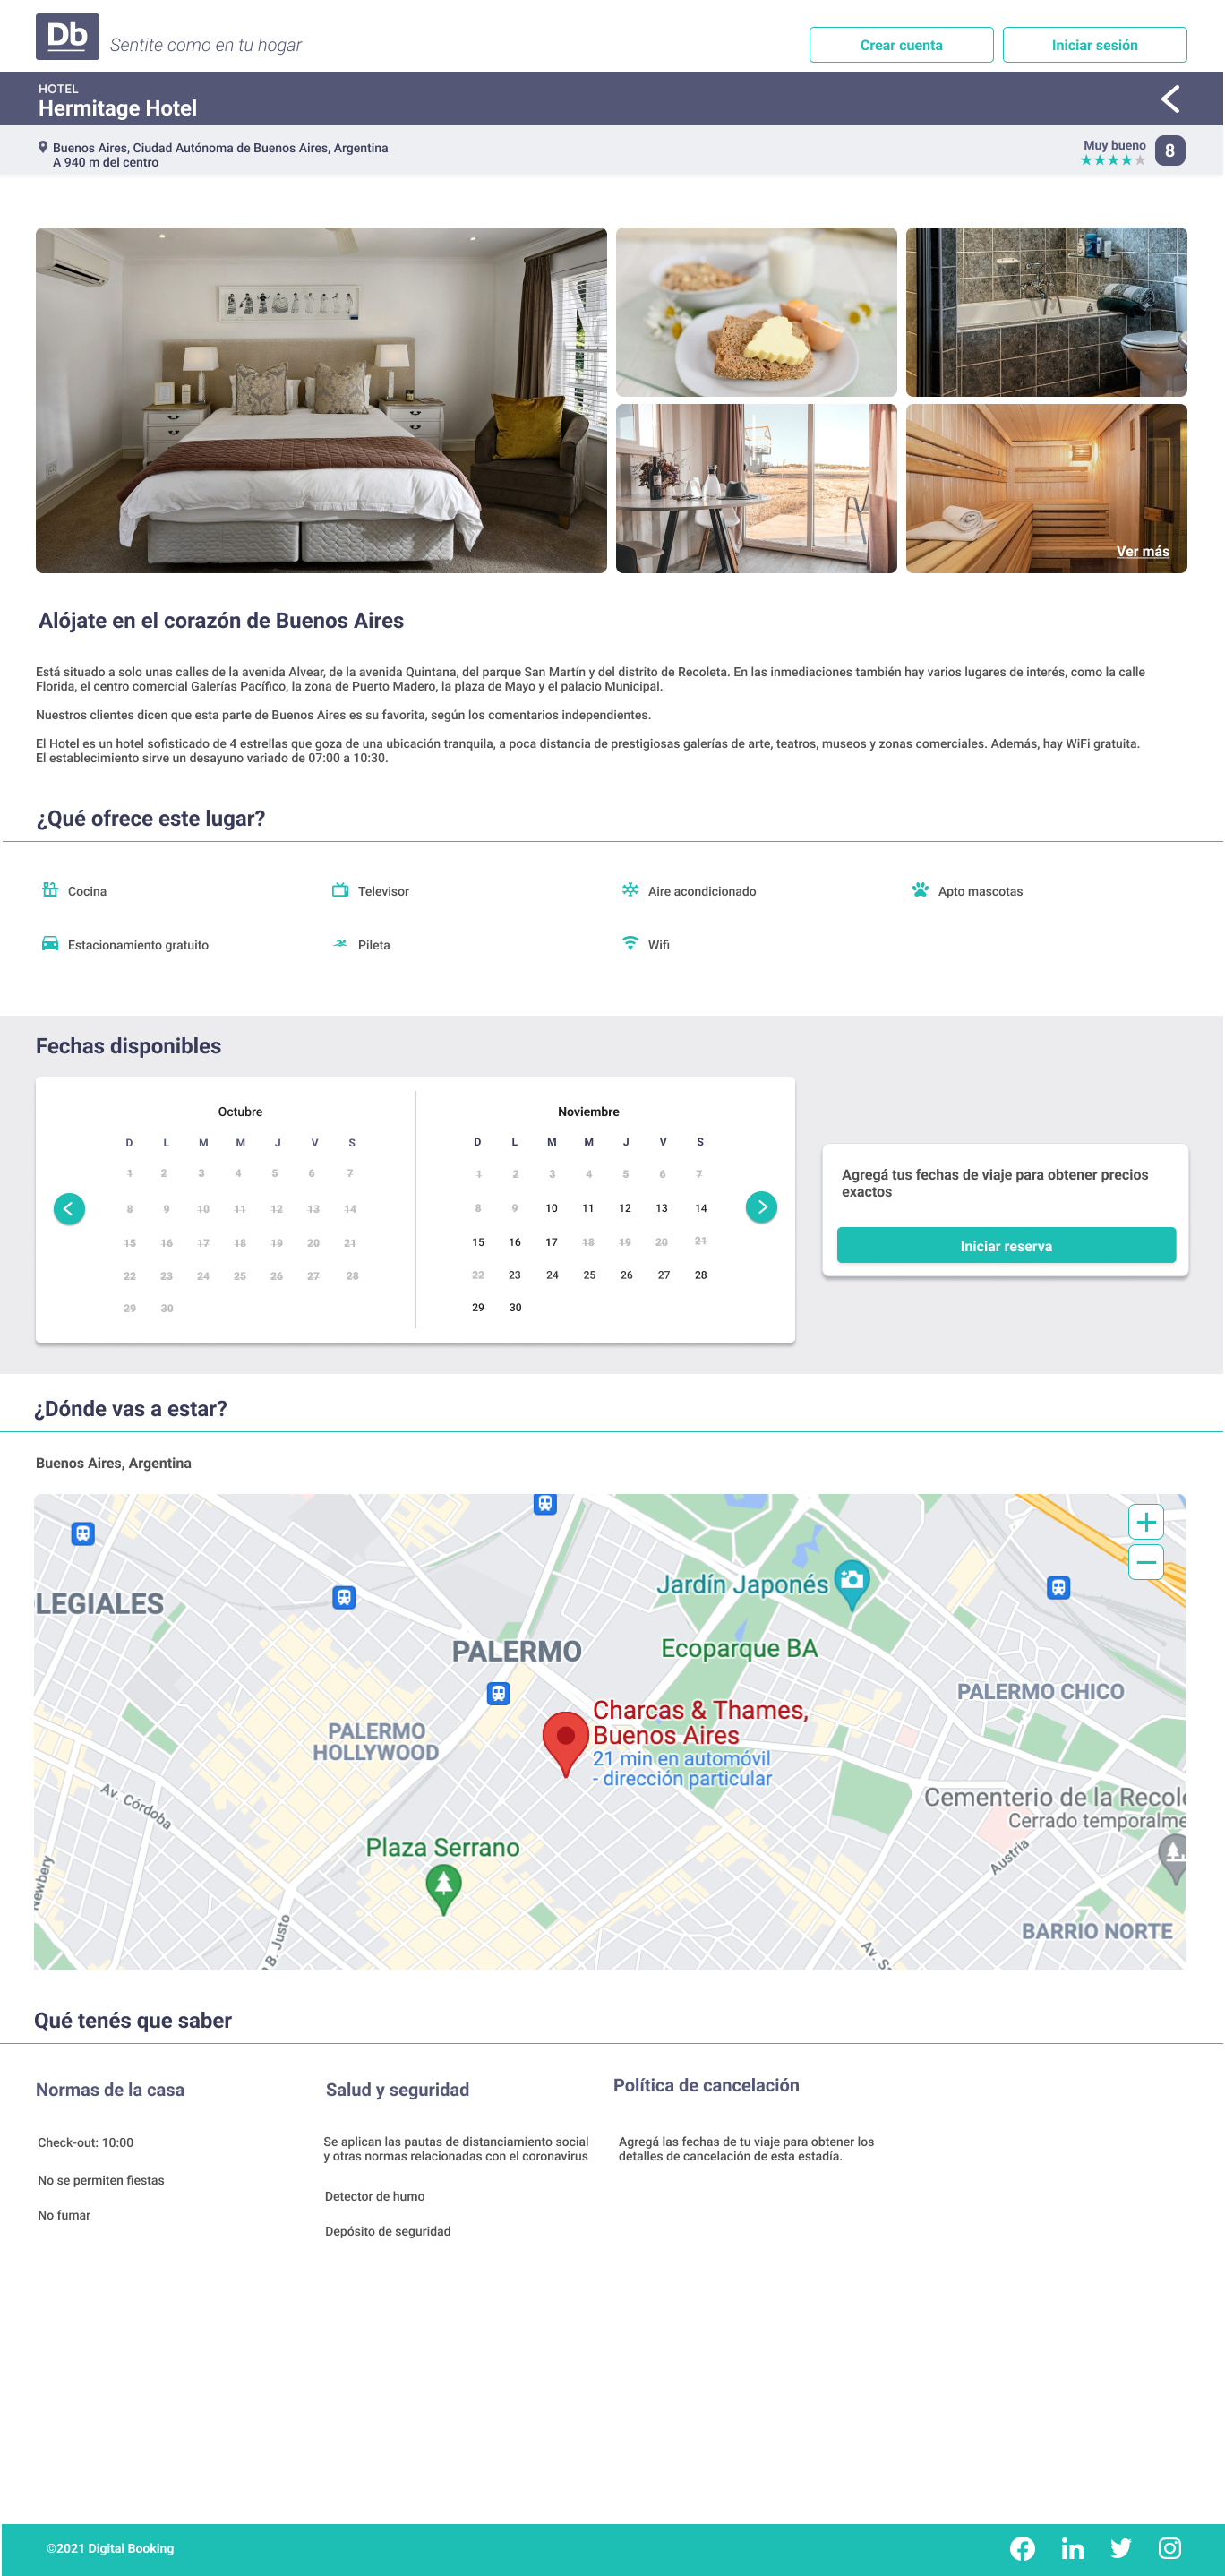 Db
Sentite como en tu hogar
Crear cuenta
Iniciar sesión
HOTEL
Hermitage Hotel
Buenos Aires, Ciudad Autónoma de Buenos Aires, Argentina
A 940 m del centro
Muy bueno
8
Ver más
Alójate en el corazón de Buenos Aires
Está situado a solo unas calles de la avenida Alvear, de la avenida Quintana, del parque San Martín y del distrito de Recoleta. En las inmediaciones también hay varios lugares de interés, como la calle
Florida, el centro comercial Galerías Pacífico, la zona de Puerto Madero, la plaza de Mayo y el palacio Municipal.
Nuestros clientes dicen que esta parte de Buenos Aires es su favorita, según los comentarios independientes.
El Hotel es un hotel sofisticado de 4 estrellas que goza de una ubicación tranquila, a poca distancia de prestigiosas galerías de arte, teatros, museos y zonas comerciales. Además, hay WiFi gratuita.
El establecimiento sirve un desayuno variado de 07:00 a 10:30.
¿Qué ofrece este lugar?
Cocina
Televisor
Aire acondicionado
Apto mascotas
Estacionamiento gratuito
Pileta
Wifi
Fechas disponibles
Octubre
D L M M J V S
1 2 3 4 5 6 7
8 9 10 11 12 13 14
15 16 17 18 19 20 21
22 23 24 25 26 27 28
29 30
Noviembre
D L M M J V S
1 2 3 4 5 6 7
8 9 10 11 12 13 14
15 16 17 18 19 20 21
22 23 24 25 26 27 28
29 30
Agregá tus fechas de viaje para obtener precios
exactos
Iniciar reserva
¿Dónde vas a estar?
Buenos Aires, Argentina
LEGIALES
Jardín Japonés
PALERMO
Ecoparque BA
PALERMO CHICO
Charcas & Thames,
Buenos Aires
21 min en automóvil
- dirección particular
PALERMO
HOLLYWOOD
Av. Córdoba
Cementerio de la Recole
Cerrado temporalme
Plaza Serrano
Austria
Newbery
B. Justo
BARRIO NORTE
Av. S
Qué tenés que saber
Normas de la casa
Check-out: 10:00
No se permiten fiestas
No fumar
Salud y seguridad
Se aplican las pautas de distanciamiento social
y otras normas relacionadas con el coronavirus
Detector de humo
Depósito de seguridad
Política de cancelación
Agregá las fechas de tu viaje para obtener los
detalles de cancelación de esta estadía.
©2021 Digital Booking